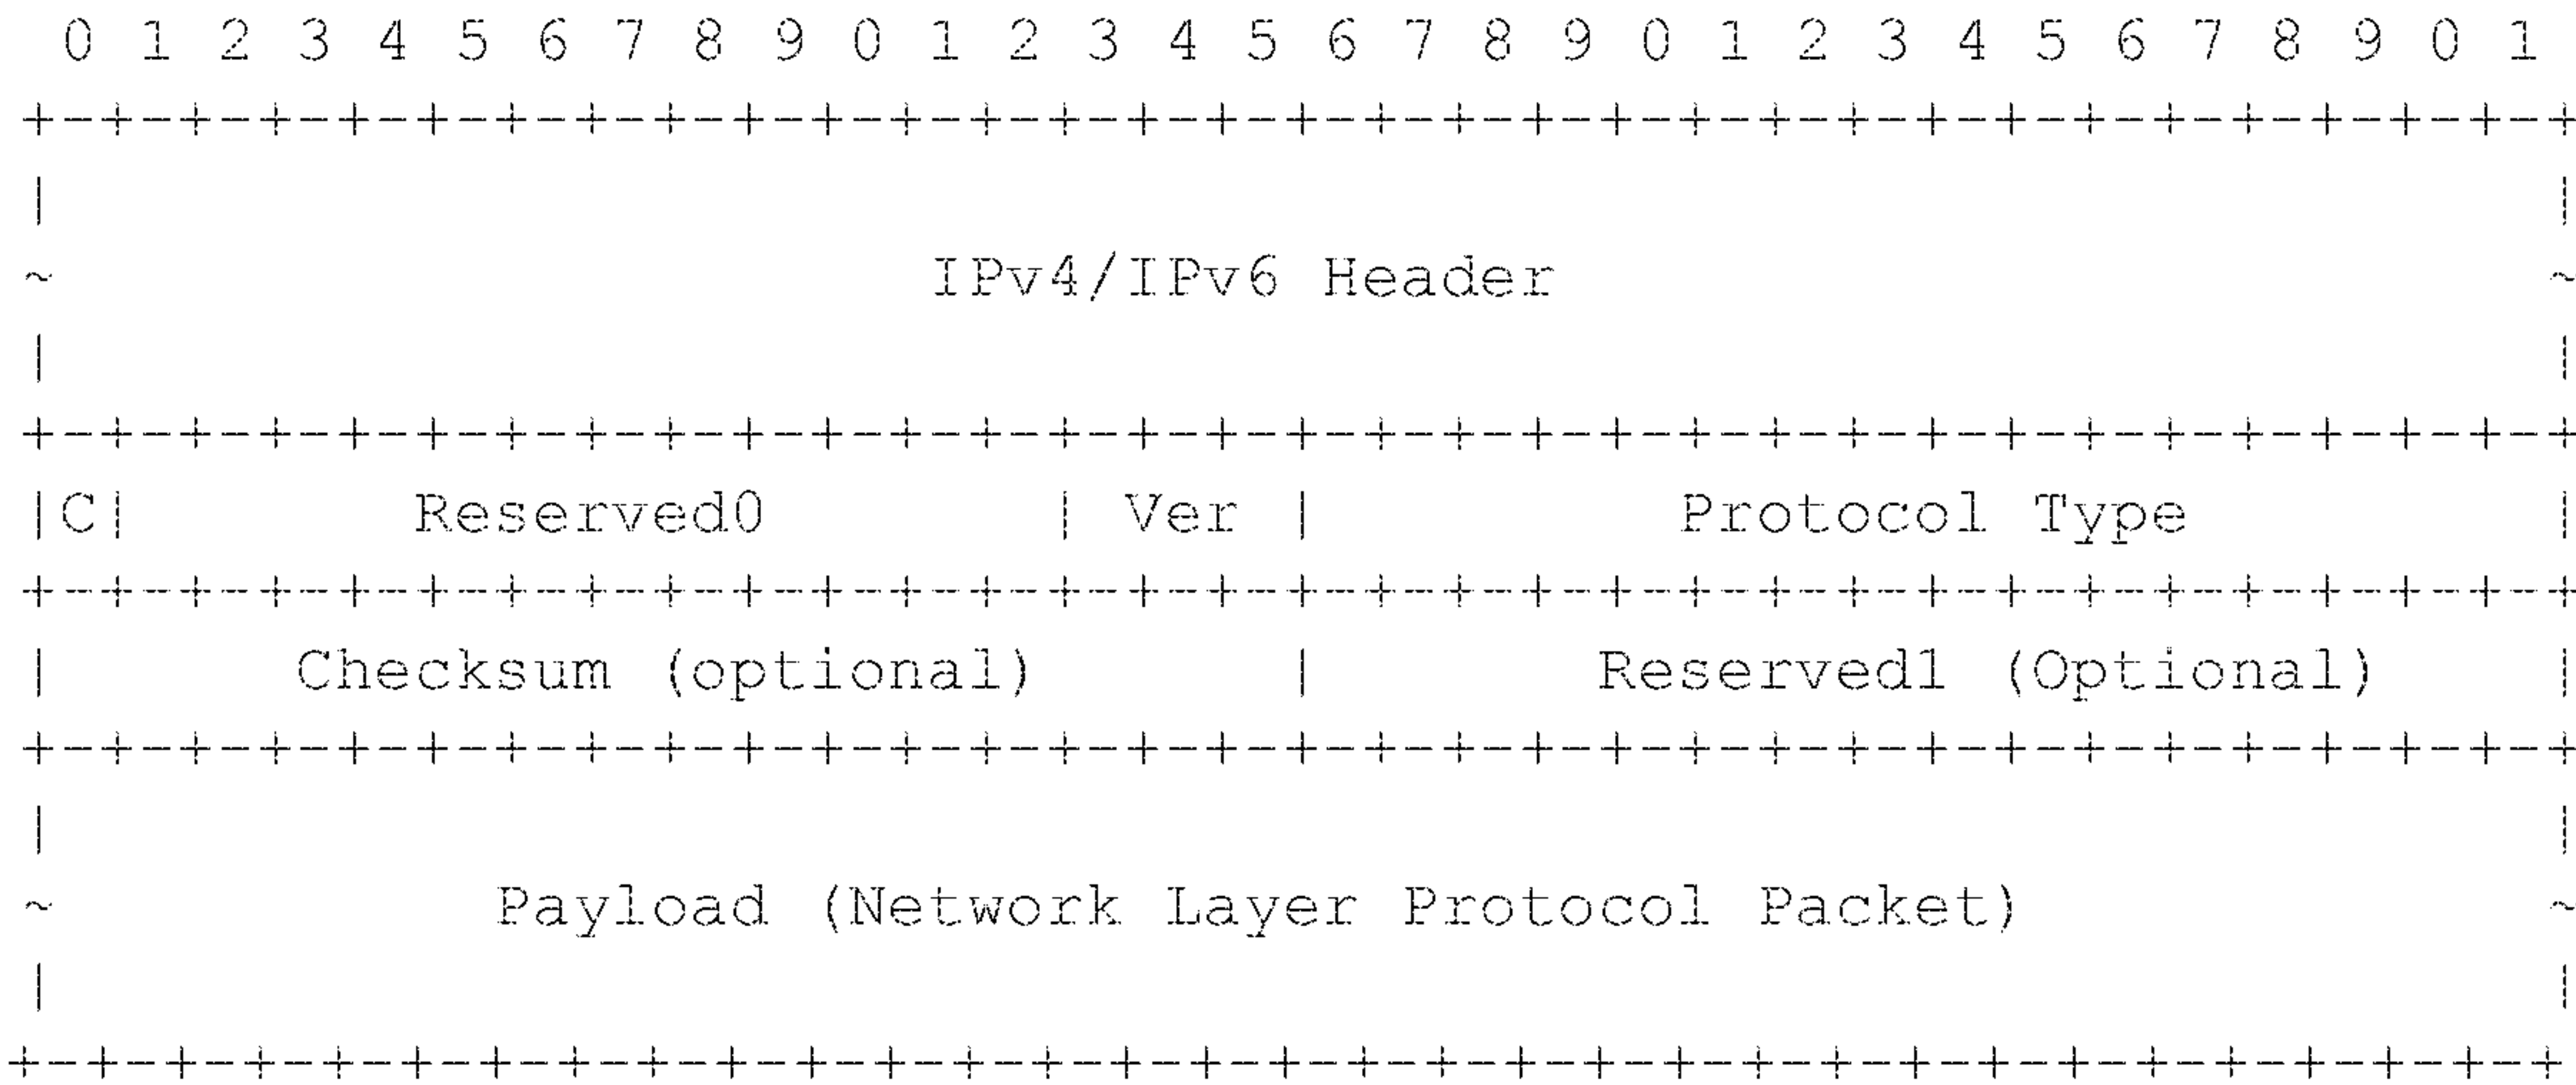 0 1 2 3 4 5 6 7 8 9 0 1 2 3 4 5 6 7 8 9 0 1 2 3 4 5 6 7 8 9 0 1
+-+-+-+-+-+-+-+-+-+-+-+-+-+-+-+-+-+-+-+-+-+-+-+-+-+-+-+-+-+-+-+-+
| |
~ IPv4/IPv6 Header ~
| |
+-+-+-+-+-+-+-+-+-+-+-+-+-+-+-+-+-+-+-+-+-+-+-+-+-+-+-+-+-+-+-+-+
|C| Reserved0 | Ver | Protocol Type |
+-+-+-+-+-+-+-+-+-+-+-+-+-+-+-+-+-+-+-+-+-+-+-+-+-+-+-+-+-+-+-+-+
| Checksum (optional) | Reserved1 (Optional) |
+-+-+-+-+-+-+-+-+-+-+-+-+-+-+-+-+-+-+-+-+-+-+-+-+-+-+-+-+-+-+-+-+
| |
~ Payload (Network Layer Protocol Packet) ~
| |
+-+-+-+-+-+-+-+-+-+-+-+-+-+-+-+-+-+-+-+-+-+-+-+-+-+-+-+-+-+-+-+-+